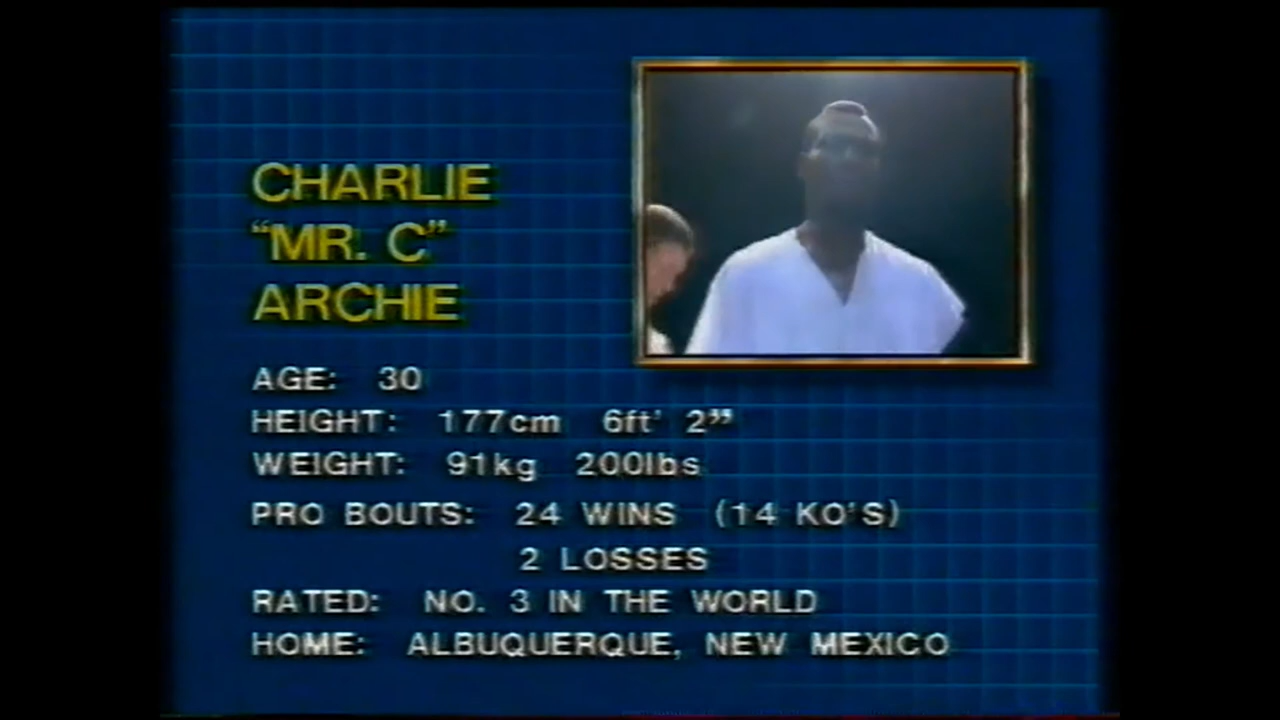 CHARLIE
“MR. C”
ARCHIE
AGE: 30
HEIGHT: 177cm 6ft' 2”
WEIGHT: 91kg 200lbs
PRO BOUTS: 24 WINS (14 KO'S)
2 LOSSES
RATED: NO. 3 IN THE WORLD
HOME: ALBUQUERQUE, NEW MEXICO